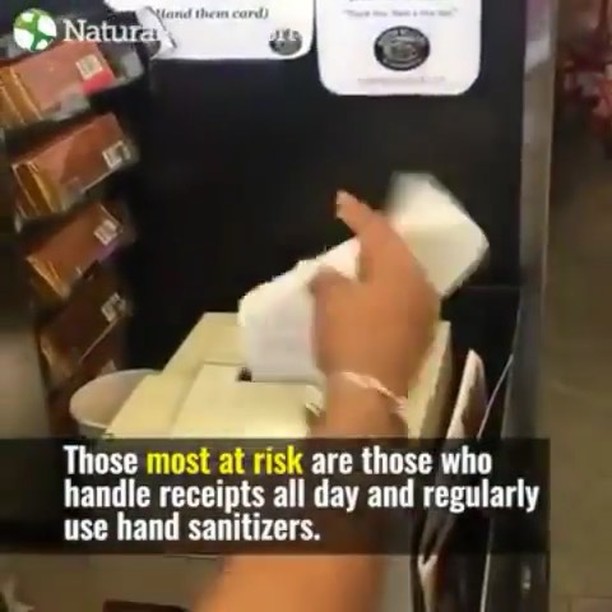 Natura
(Hand them card)
Those most at risk are those who
handle receipts all day and regularly
use hand sanitizers.